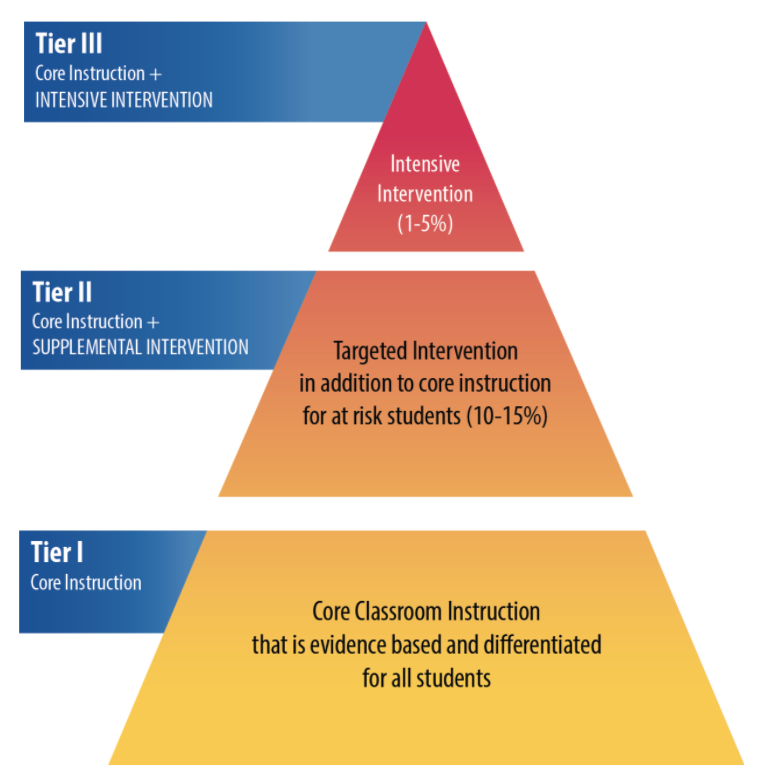 Tier III
Core Instruction +
INTENSIVE INTERVENTION
Intensive
Intervention
(1-5%)
Tier II
Core Instruction +
SUPPLEMENTAL INTERVENTION
Targeted Intervention
in addition to core instruction
for at risk students (10-15%)
Tier I
Core Instruction
Core Classroom Instruction
that is evidence based and differentiated
for all students